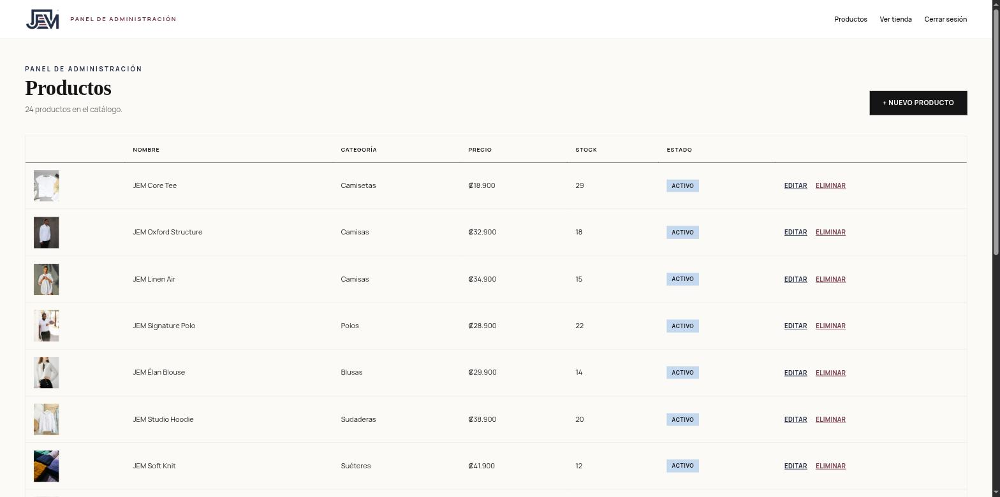 JEM PANEL DE ADMINISTRACIÓN Productos Ver tienda Cerrar sesión
PANEL DE ADMINISTRACIÓN
Productos
24 productos en el catálogo.
+ NUEVO PRODUCTO
NOMBRE CATEGORÍA PRECIO STOCK ESTADO
JEM Core Tee Camisetas ₡18.900 29 ACTIVO EDITAR ELIMINAR
JEM Oxford Structure Camisas ₡32.900 18 ACTIVO EDITAR ELIMINAR
JEM Linen Air Camisas ₡34.900 15 ACTIVO EDITAR ELIMINAR
JEM Signature Polo Polos ₡28.900 22 ACTIVO EDITAR ELIMINAR
JEM Élan Blouse Blusas ₡29.900 14 ACTIVO EDITAR ELIMINAR
JEM Studio Hoodie Sudaderas ₡38.900 20 ACTIVO EDITAR ELIMINAR
JEM Soft Knit Suéteres ₡41.900 12 ACTIVO EDITAR ELIMINAR